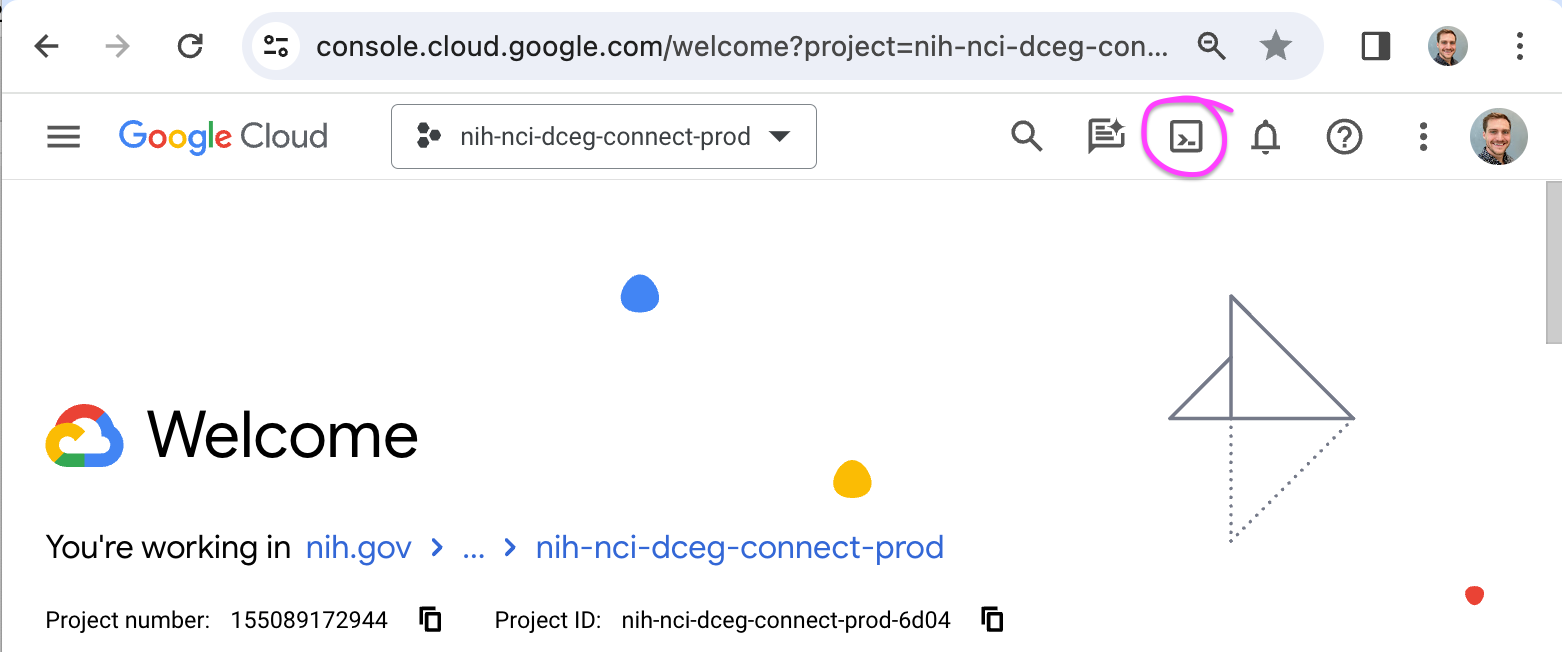 console.cloud.google.com/welcome?project=nih-nci-dceg-con...
Google Cloud nih-nci-dceg-connect-prod
Welcome
You're working in nih.gov > ... > nih-nci-dceg-connect-prod
Project number: 155089172944 Project ID: nih-nci-dceg-connect-prod-6d04